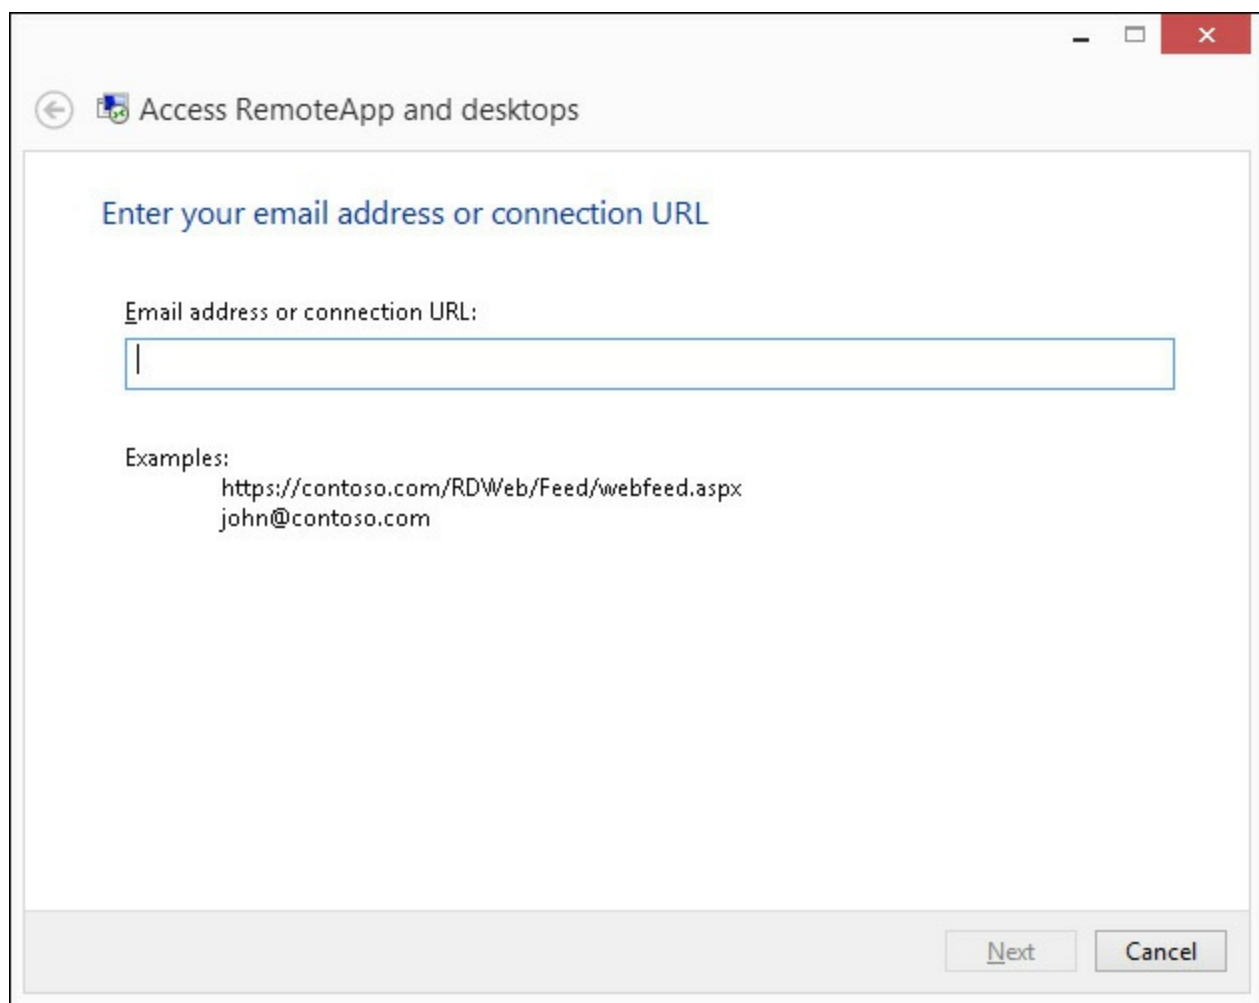 Access RemoteApp and desktops
Enter your email address or connection URL
Email address or connection URL:
Examples:
https://contoso.com/RDWeb/Feed/webfeed.aspx
john@contoso.com
Next
Cancel